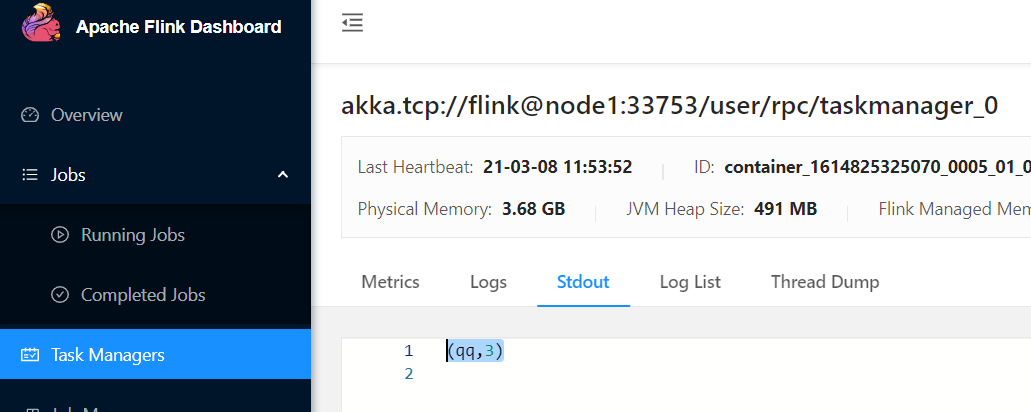 Apache Flink Dashboard
Overview
Jobs
Running Jobs
Completed Jobs
Task Managers
akka.tcp://flink@node1:33753/user/rpc/taskmanager_0
Last Heartbeat: 21-03-08 11:53:52 ID: container_1614825325070_0005_01_0
Physical Memory: 3.68 GB JVM Heap Size: 491 MB Flink Managed Mem
Metrics Logs Stdout Log List Thread Dump
1 (qq,3)
2